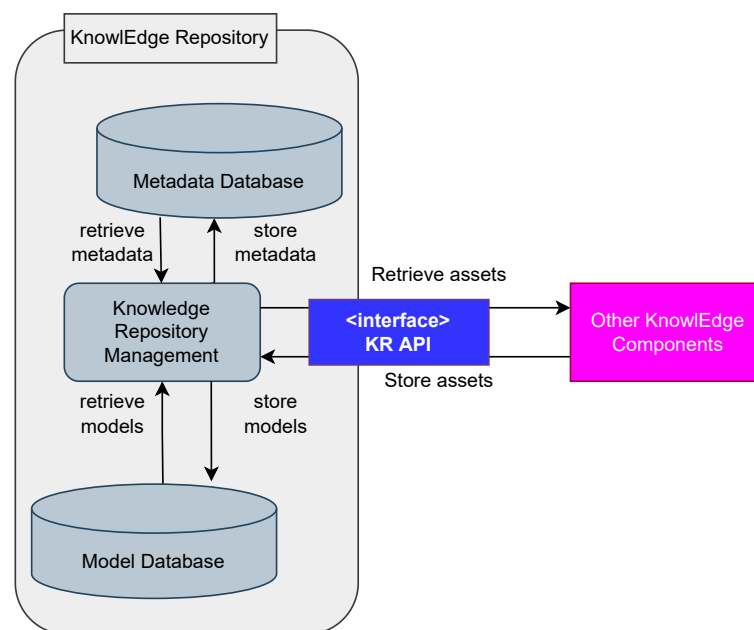 KnowlEdge Repository
Metadata Database
retrieve
metadata
store
metadata
Knowledge
Repository
Management
Retrieve assets
<interface>
KR API
Store assets
Other KnowlEdge
Components
retrieve
models
store
models
Model Database